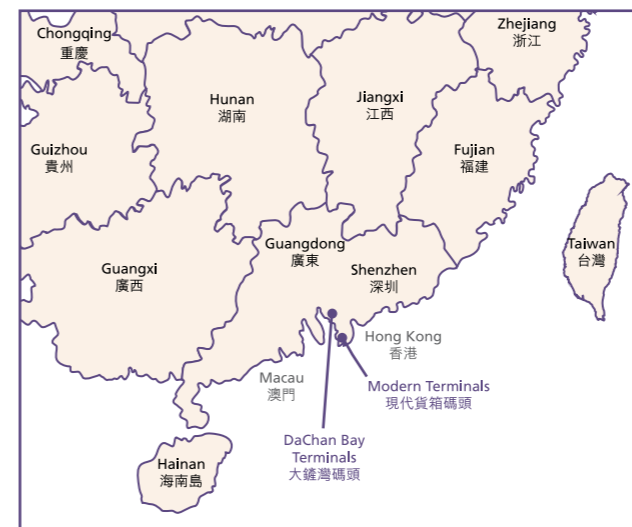 Chongqing
重慶
Zhejiang
浙江
Hunan
湖南
Jiangxi
江西
Guizhou
貴州
Fujian
福建
Guangdong
廣東
Taiwan
台灣
Guangxi
廣西
Shenzhen
深圳
Hong Kong
香港
Macau
澳門
Modern Terminals
現代貨箱碼頭
DaChan Bay
Terminals
大鏟灣碼頭
Hainan
海南島